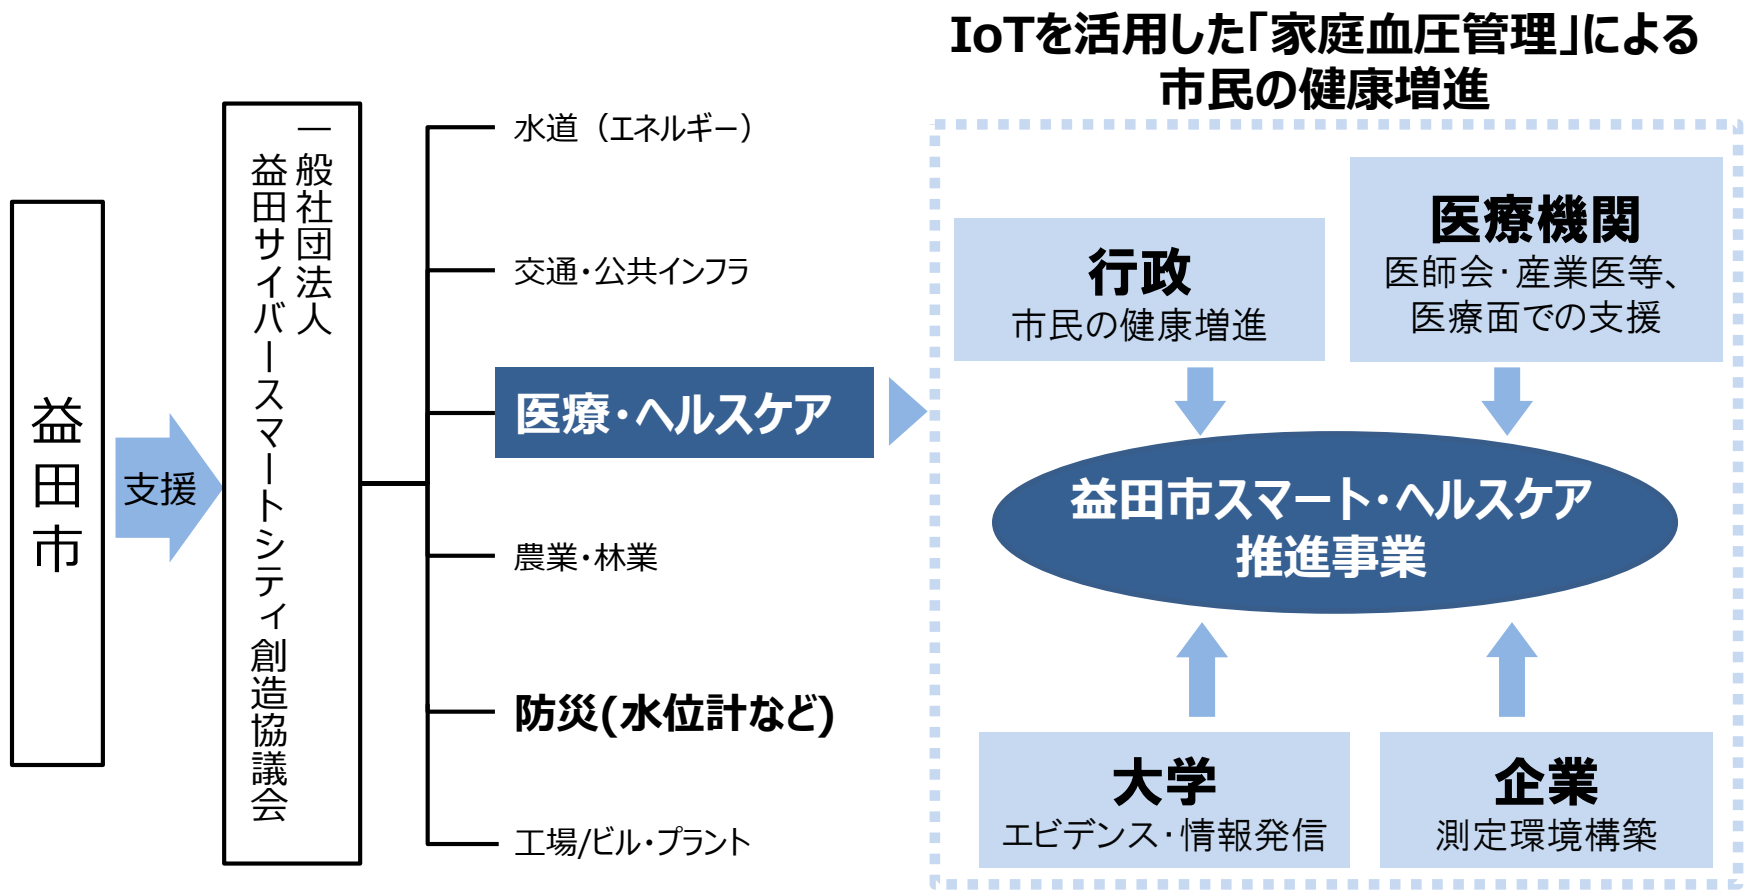 IoTを活用した「家庭血圧管理」による
市民の健康増進
益田市
支援
一般社団法人
益田サイバースマートシティ創造協議会
水道（エネルギー）
交通・公共インフラ
医療・ヘルスケア
農業・林業
防災(水位計など)
工場/ビル・プラント
行政
市民の健康増進
医療機関
医師会・産業医等、
医療面での支援
益田市スマート・ヘルスケア
推進事業
大学
エビデンス・情報発信
企業
測定環境構築